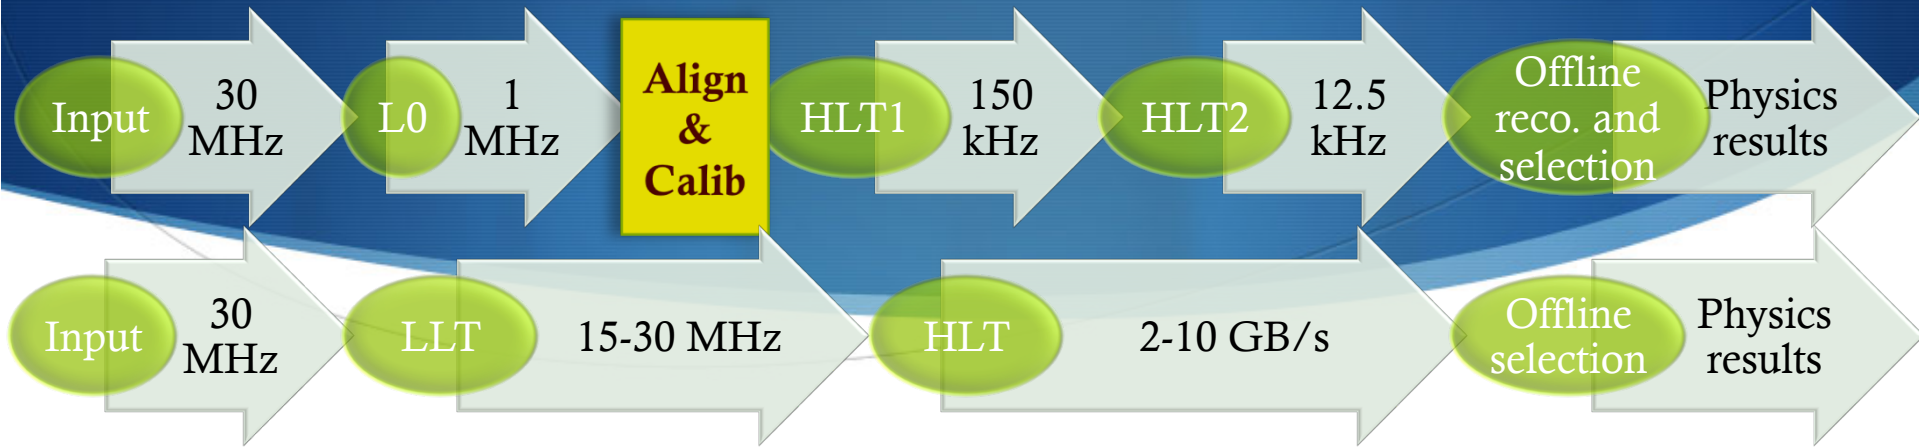 Input
30
MHz
L0
1
MHz
Align
&
Calib
HLT1
150
kHz
HLT2
12.5
kHz
Offline
reco. and
selection
Physics
results
Input
30
MHz
LLT
15-30 MHz
HLT
2-10 GB/s
Offline
selection
Physics
results